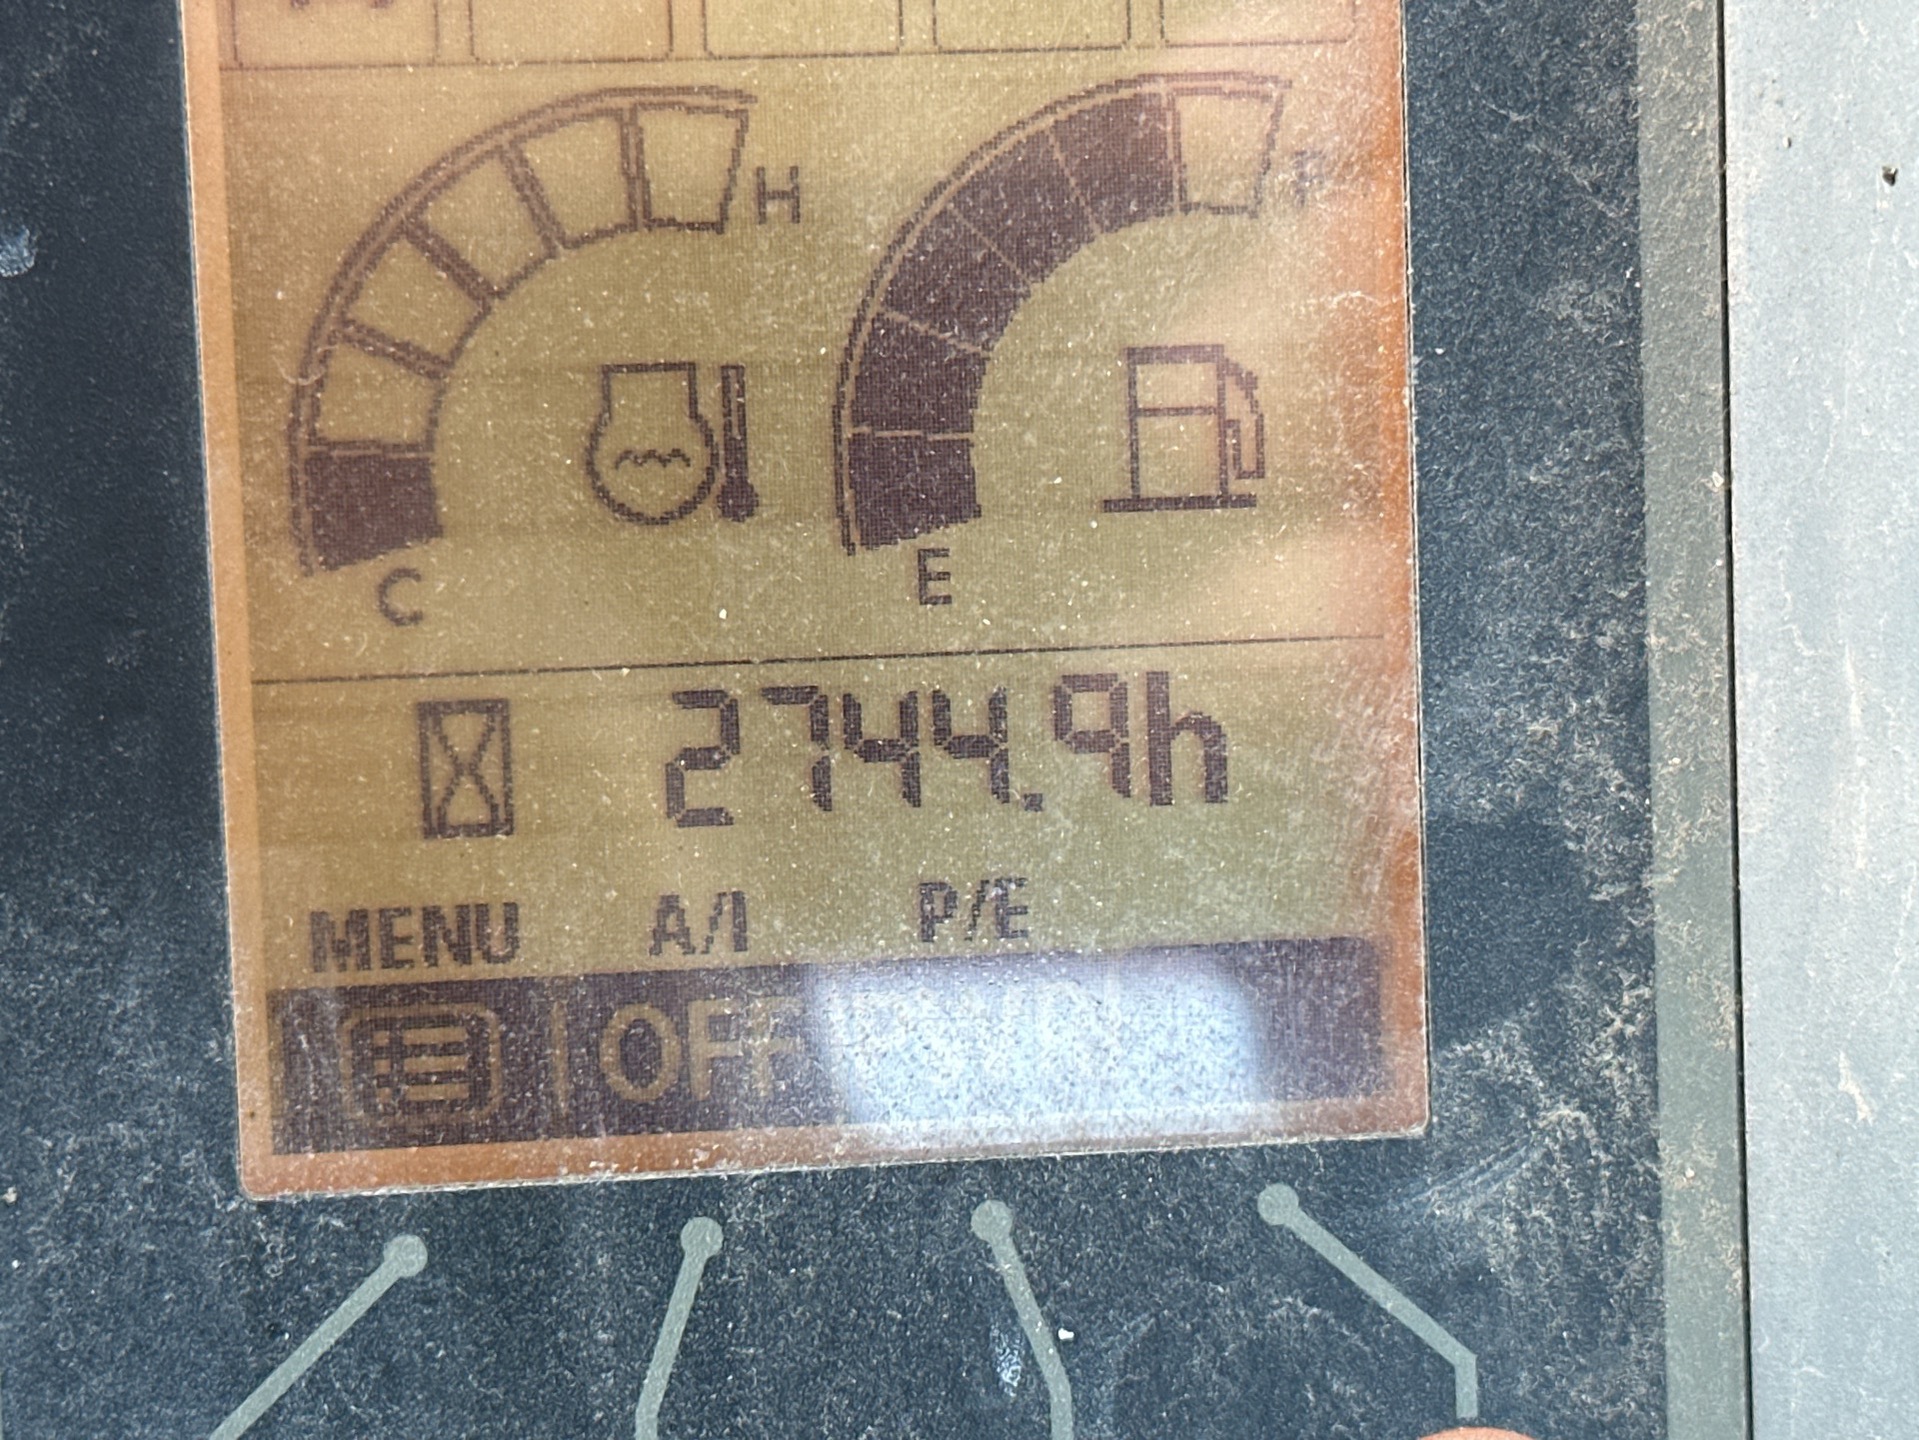 H F
C E
2744.9h
MENU A/I P/E
OFF